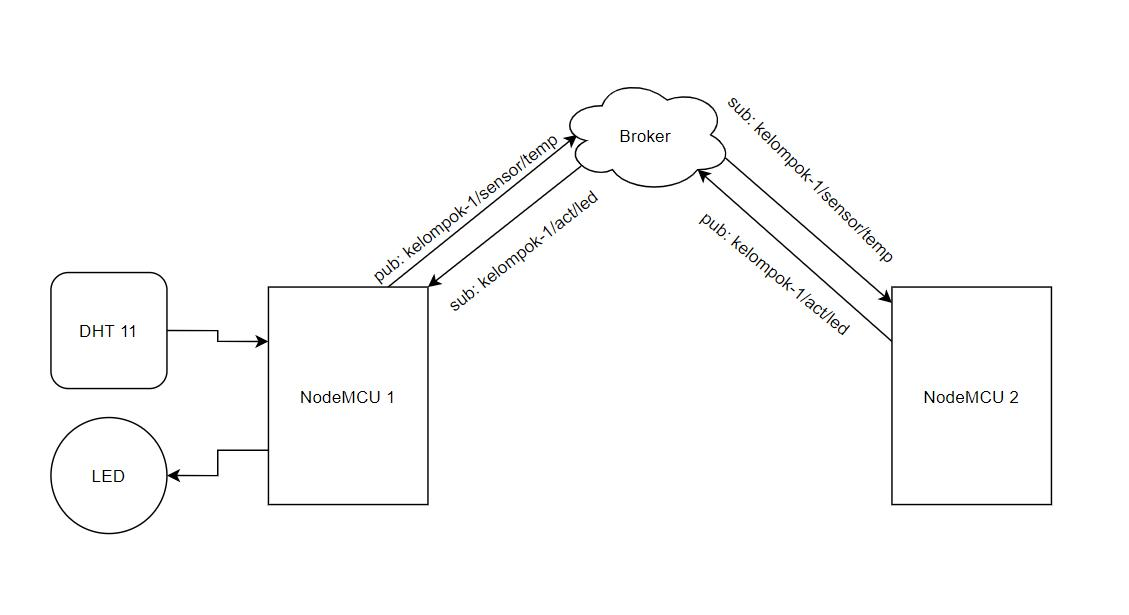 Broker
pub: kelompok-1/sensor/temp
sub: kelompok-1/act/led
sub: kelompok-1/sensor/temp
pub: kelompok-1/act/led
DHT 11
NodeMCU 1
NodeMCU 2
LED